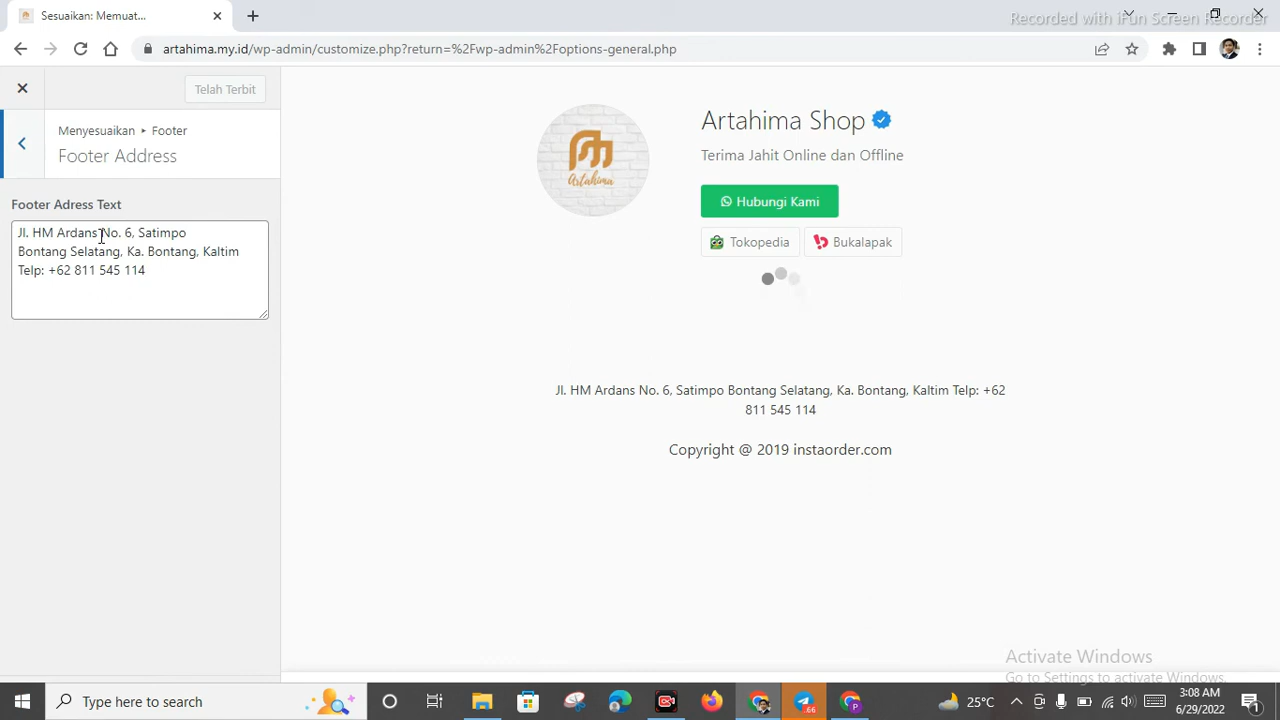 Sesuaikan: Memuat...
Recorded with iFun Screen Recorder
artahima.my.id/wp-admin/customize.php?return=%2Fwp-admin%2Foptions-general.php
Telah Terbit
Menyesuaikan ▸ Footer
Footer Address
Footer Adress Text
Jl. HM Ardans No. 6, Satimpo
Bontang Selatang, Ka. Bontang, Kaltim
Telp: +62 811 545 114
Artahima
Artahima Shop
Terima Jahit Online dan Offline
Hubungi Kami
Tokopedia
Bukalapak
Jl. HM Ardans No. 6, Satimpo Bontang Selatang, Ka. Bontang, Kaltim Telp: +62
811 545 114
Copyright @ 2019 instaorder.com
Activate Windows
Go to Settings to activate Windows.
Type here to search
66
25°C
3:08 AM
6/29/2022
1